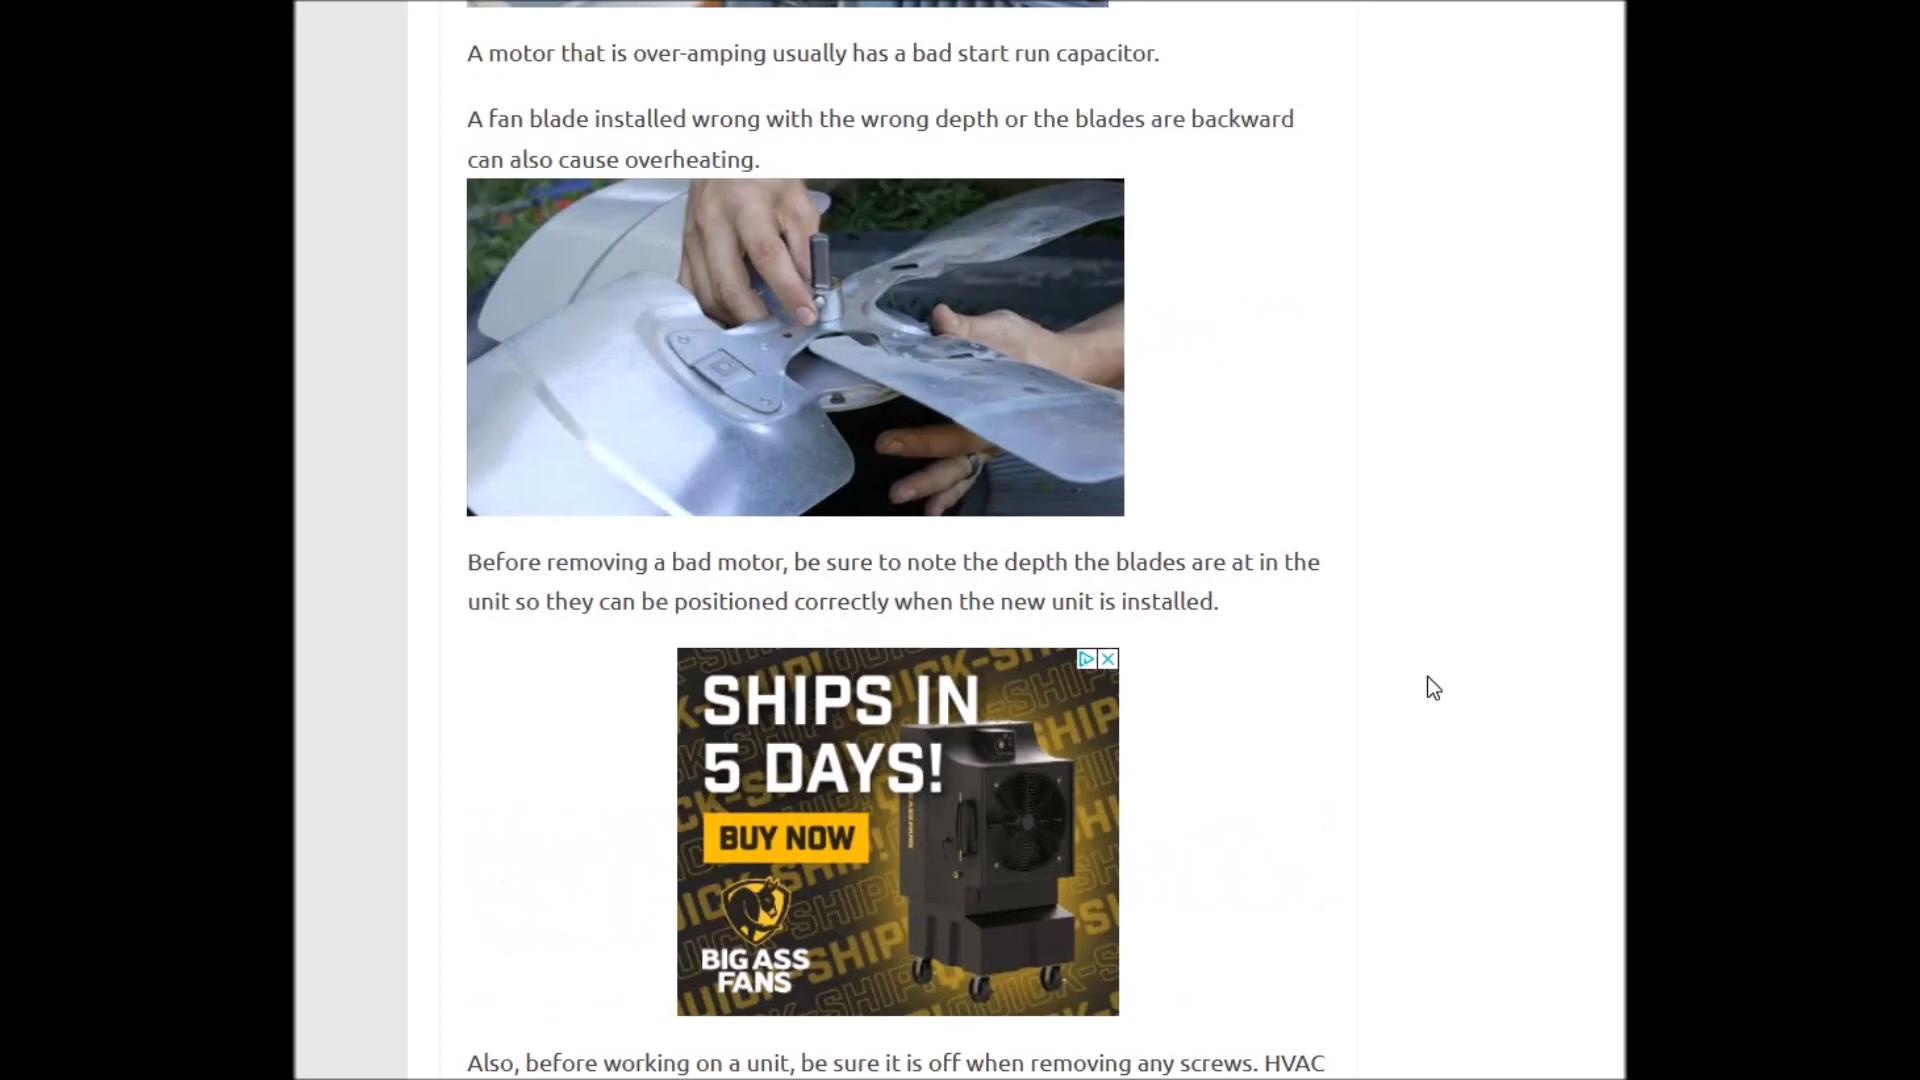 A motor that is over-amping usually has a bad start run capacitor.
A fan blade installed wrong with the wrong depth or the blades are backward
can also cause overheating.
Before removing a bad motor, be sure to note the depth the blades are at in the
unit so they can be positioned correctly when the new unit is installed.
SHIPS IN
5 DAYS!
BUY NOW
BIG ASS
FANS
Also, before working on a unit, be sure it is off when removing any screws. HVAC